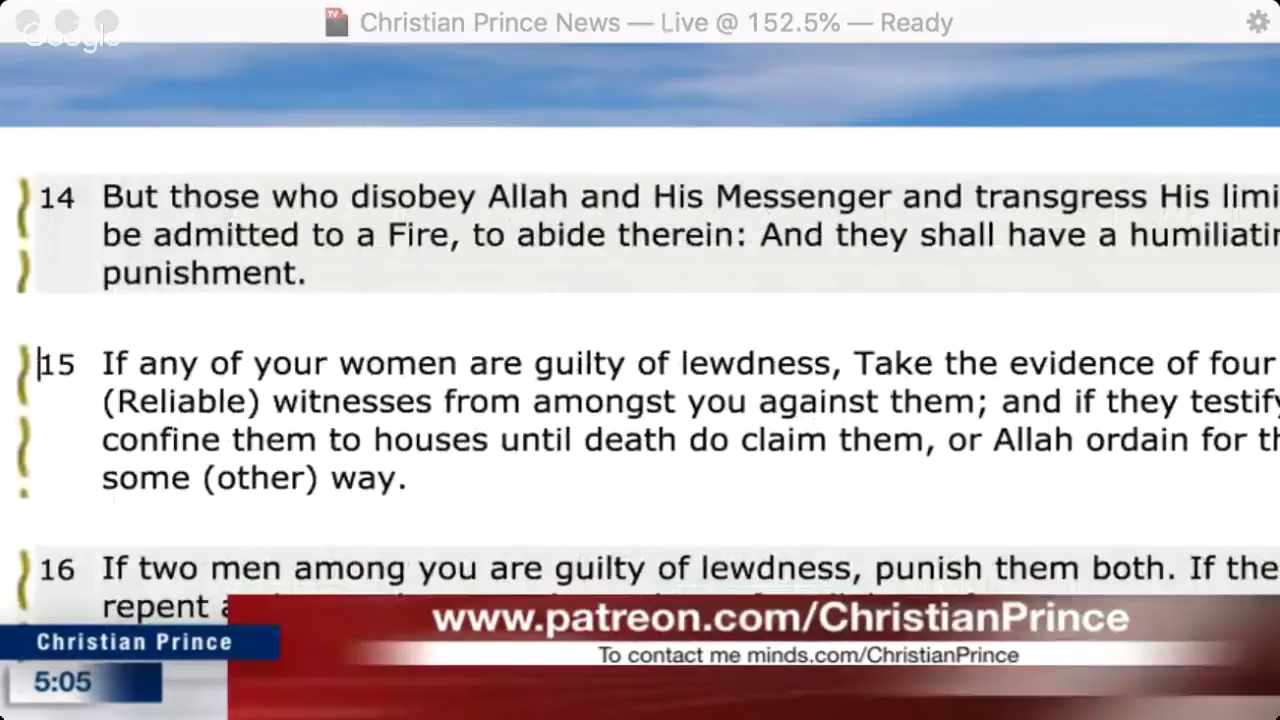 Christian Prince News — Live @ 152.5% — Ready
Google
14 But those who disobey Allah and His Messenger and transgress His limi
be admitted to a Fire, to abide therein: And they shall have a humiliatin
punishment.
15 If any of your women are guilty of lewdness, Take the evidence of four
(Reliable) witnesses from amongst you against them; and if they testify
confine them to houses until death do claim them, or Allah ordain for th
some (other) way.
16 If two men among you are guilty of lewdness, punish them both. If the
repent
www.patreon.com/ChristianPrince
Christian Prince
To contact me minds.com/ChristianPrince
5:05